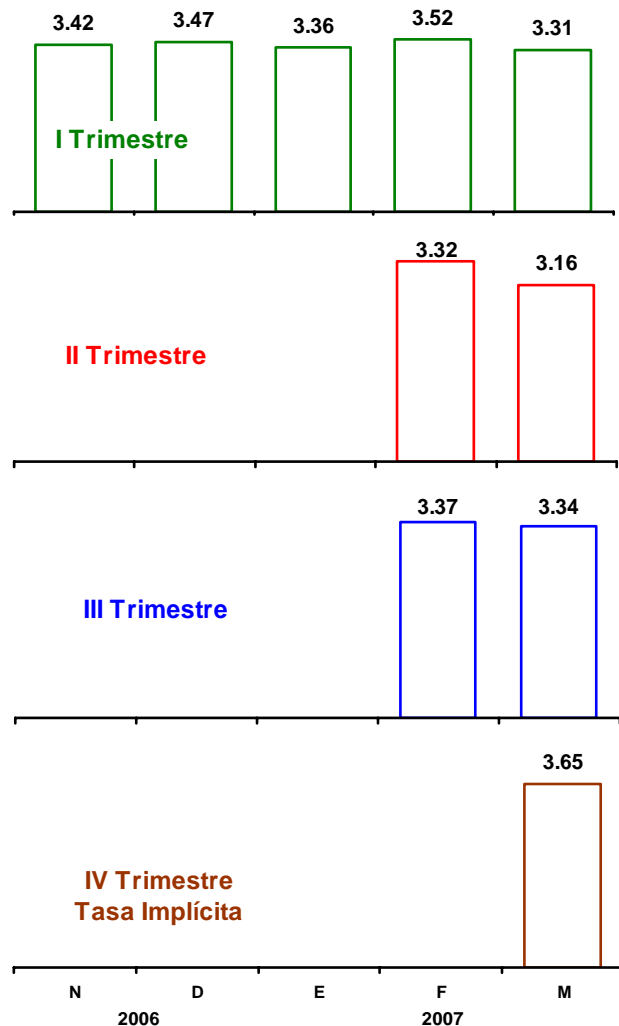 3.42 3.47 3.36 3.52 3.31
I Trimestre
3.32 3.16
II Trimestre
3.37 3.34
III Trimestre
3.65
IV Trimestre
Tasa Implícita
N D E F M
2006 2007